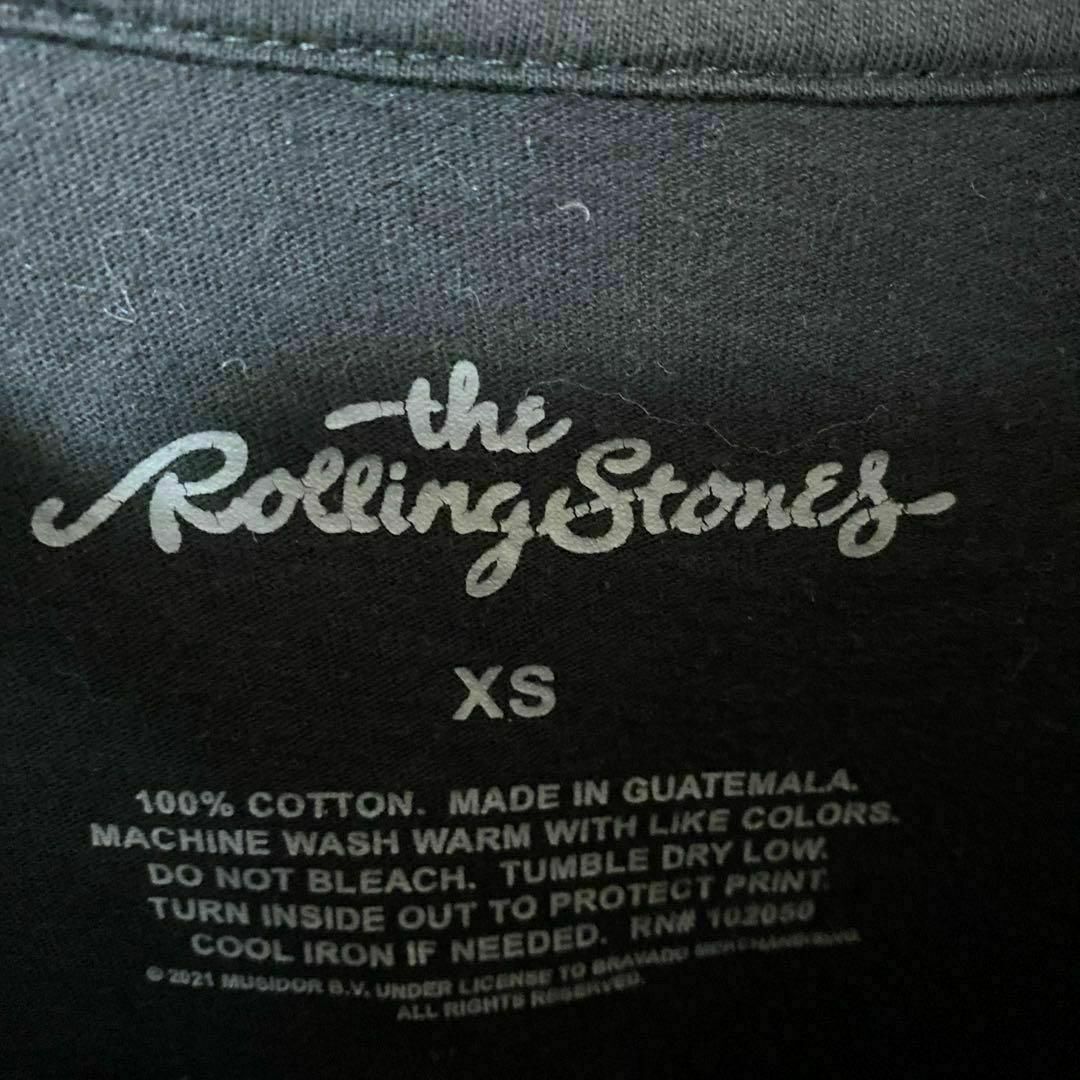 the
Rolling Stones
XS
100% COTTON. MADE IN GUATEMALA.
MACHINE WASH WARM WITH LIKE COLORS.
DO NOT BLEACH. TUMBLE DRY LOW.
TURN INSIDE OUT TO PROTECT PRINT.
COOL IRON IF NEEDED. RN# 102050
© 2021 MUSIDOR B.V. UNDER LICENSE TO BRAVADO MERCHANDISING.
ALL RIGHTS RESERVED.